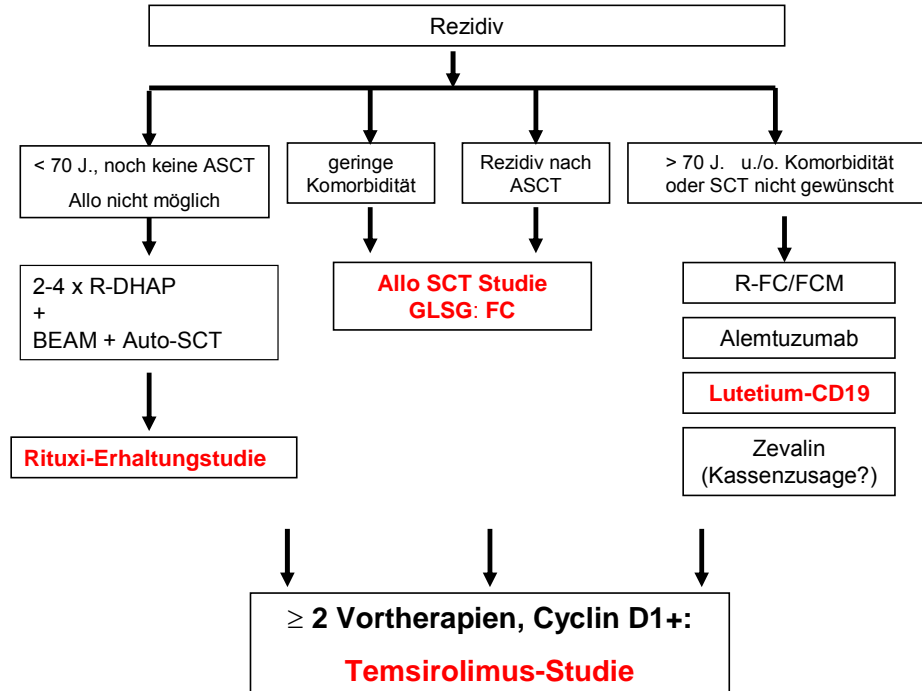 Rezidiv
< 70 J., noch keine ASCT
Allo nicht möglich
geringe
Komorbidität
Rezidiv nach
ASCT
> 70 J. u./o. Komorbidität
oder SCT nicht gewünscht
2-4 x R-DHAP
+
BEAM + Auto-SCT
Allo SCT Studie
GLSG: FC
R-FC/FCM
Alemtuzumab
Lutetium-CD19
Rituxi-Erhaltungstudie
Zevalin
(Kassenzusage?)
≥ 2 Vortherapien, Cyclin D1+:
Temsirolimus-Studie